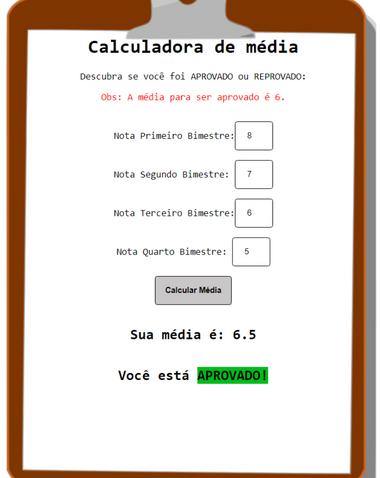 Calculadora de média
Descubra se você foi APROVADO ou REPROVADO:
Obs: A média para ser aprovado é 6.
Nota Primeiro Bimestre: 8
Nota Segundo Bimestre: 7
Nota Terceiro Bimestre: 6
Nota Quarto Bimestre: 5
Calcular Média
Sua média é: 6.5
Você está APROVADO!